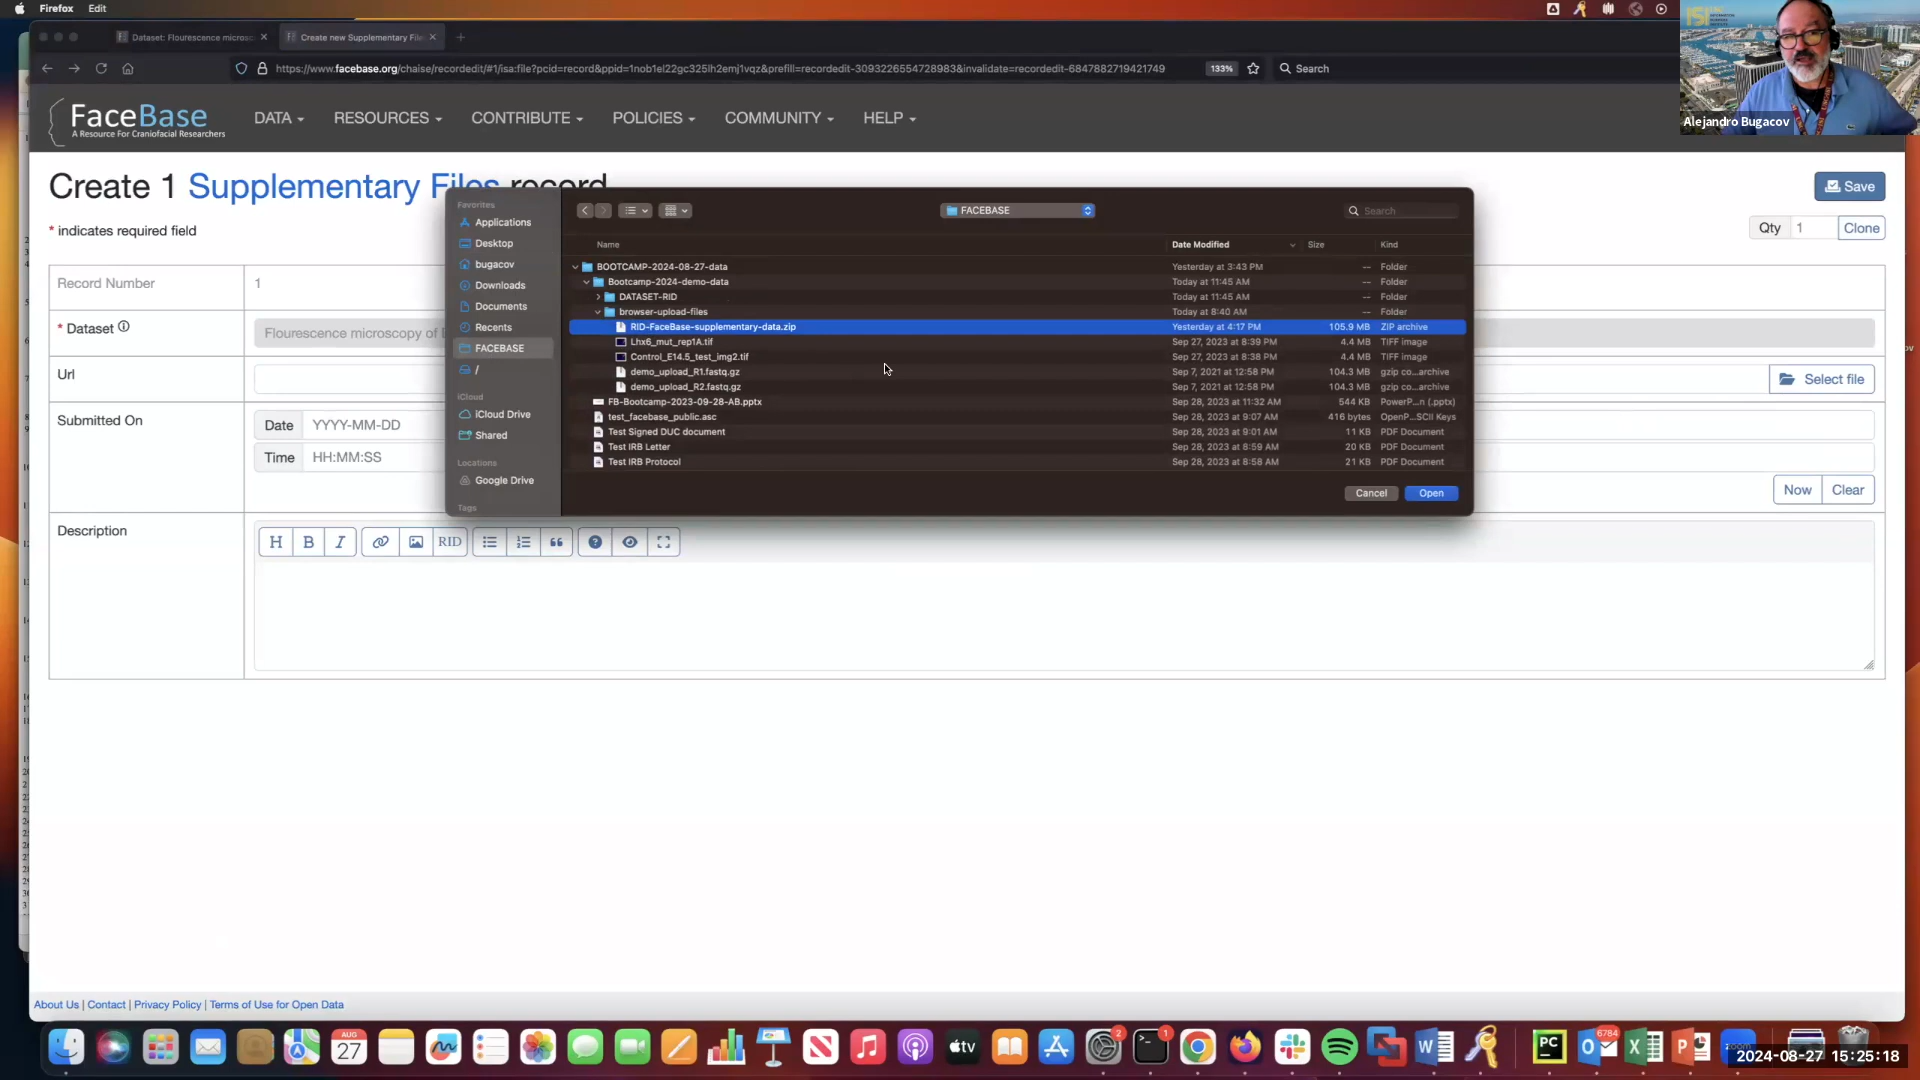 Firefox Edit
Dataset: Flourescence microsc
Create new Supplementary File
https://www.facebase.org/chaise/recordedit/#1/isa:file?pcid=record&ppid=1nob1el22gc325lh2emj1vqz&prefill=recordedit-3093226554728983&invalidate=recordedit-6847882719421749
133%
Search
Alejandro Bugacov
FaceBase
A Resource For Craniofacial Researchers
DATA RESOURCES CONTRIBUTE POLICIES COMMUNITY HELP
Create 1 Supplementary Files record
Save
* indicates required field
Qty 1 Clone
Record Number 1
* Dataset Flourescence microscopy of
Url
Select file
Submitted On
Date YYYY-MM-DD
Time HH:MM:SS
Now Clear
Description
H B I RID
Favorites
Applications
Desktop
bugacov
Downloads
Documents
Recents
FACEBASE
/
iCloud
iCloud Drive
Shared
Locations
Google Drive
Tags
FACEBASE
Search
Name Date Modified Size Kind
BOOTCAMP-2024-08-27-data Yesterday at 3:43 PM -- Folder
Bootcamp-2024-demo-data Today at 11:45 AM -- Folder
DATASET-RID Today at 11:45 AM -- Folder
browser-upload-files Today at 8:40 AM -- Folder
RID-FaceBase-supplementary-data.zip Yesterday at 4:17 PM 105.9 MB ZIP archive
Lhx6_mut_rep1A.tif Sep 27, 2023 at 8:39 PM 4.4 MB TIFF image
Control_E14.5_test_img2.tif Sep 27, 2023 at 8:38 PM 4.4 MB TIFF image
demo_upload_R1.fastq.gz Sep 7, 2021 at 12:58 PM 104.3 MB gzip co...archive
demo_upload_R2.fastq.gz Sep 7, 2021 at 12:58 PM 104.3 MB gzip co...archive
FB-Bootcamp-2023-09-28-AB.pptx Sep 28, 2023 at 11:32 AM 544 KB PowerP...n (.pptx)
test_facebase_public.asc Sep 28, 2023 at 9:07 AM 416 bytes OpenP...SCII Keys
Test Signed DUC document Sep 28, 2023 at 9:01 AM 11 KB PDF Document
Test IRB Letter Sep 28, 2023 at 8:59 AM 20 KB PDF Document
Test IRB Protocol Sep 28, 2023 at 8:58 AM 21 KB PDF Document
Cancel Open
About Us | Contact | Privacy Policy | Terms of Use for Open Data
AUG
27
tv
2
1
PC
6784
zoom
2024-08-27 15:25:18